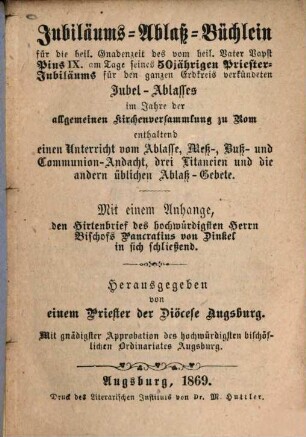 Jubiläums-Ablaß-Büchlein
für die heil. Gnadenzeit des vom heil. Vater Papst
Pius IX. am Tage seines 50jährigen Priester-
Jubiläums für den ganzen Erdkreis verkündeten
Jubel-Ablasses
im Jahre der
allgemeinen Kirchenversammlung zu Rom
enthaltend
einen Unterricht vom Ablasse, Meß-, Buß- und
Communion-Andacht, drei Litaneien und die
andern üblichen Ablaß-Gebete.
Mit einem Anhange,
den Hirtenbrief des hochwürdigsten Herrn
Bischofs Pancratius von Dinkel
in sich schließend.
Herausgegeben
von
einem Priester der Diöcese Augsburg.
Mit gnädigster Approbation des hochwürdigsten bischöf-
lichen Ordinariates Augsburg.
Augsburg, 1869.
Druck des Literarischen Instituts von Dr. M. Huttler.